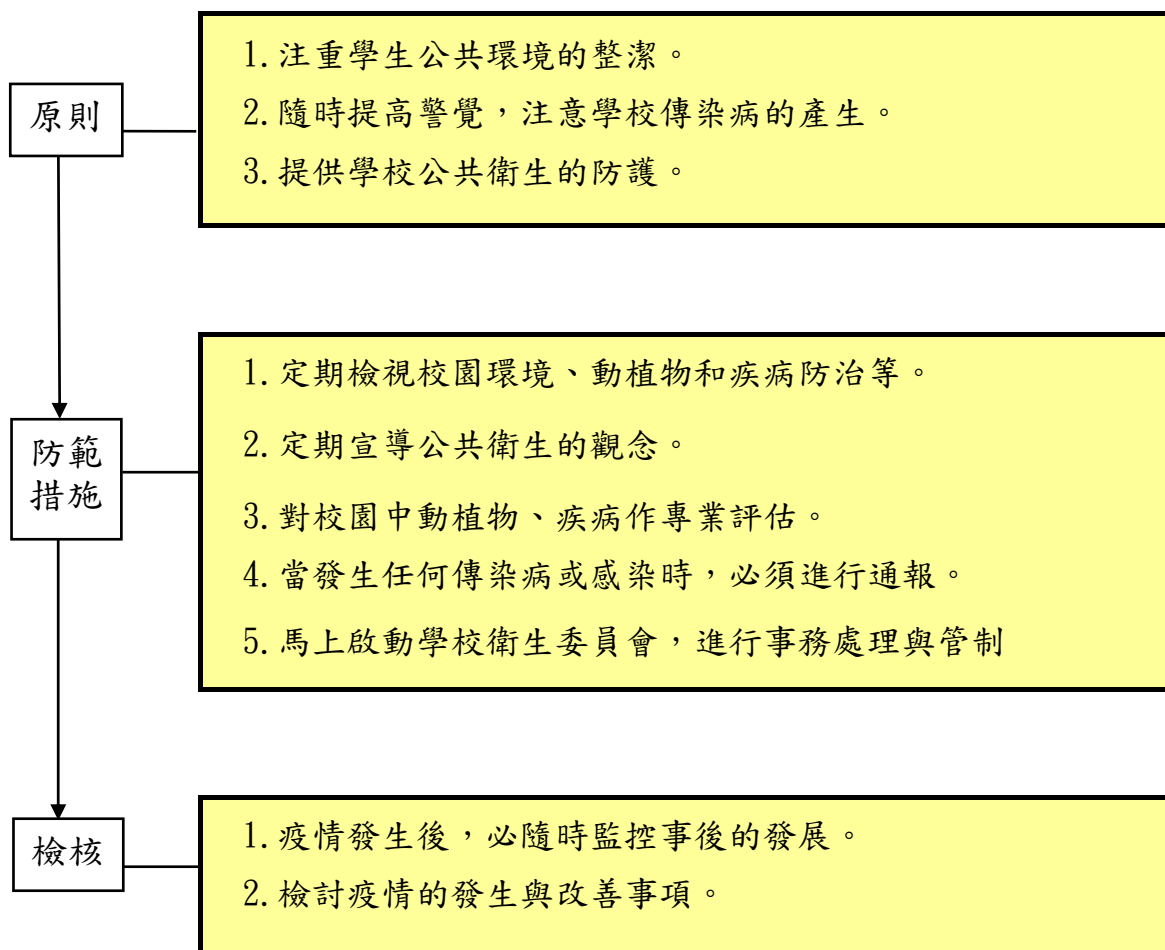 原則
1.注重學生公共環境的整潔。
2.隨時提高警覺，注意學校傳染病的產生。
3.提供學校公共衛生的防護。
防範
措施
1.定期檢視校園環境、動植物和疾病防治等。
2.定期宣導公共衛生的觀念。
3.對校園中動植物、疾病作專業評估。
4.當發生任何傳染病或感染時，必須進行通報。
5.馬上啟動學校衛生委員會，進行事務處理與管制
檢核
1.疫情發生後，必隨時監控事後的發展。
2.檢討疫情的發生與改善事項。